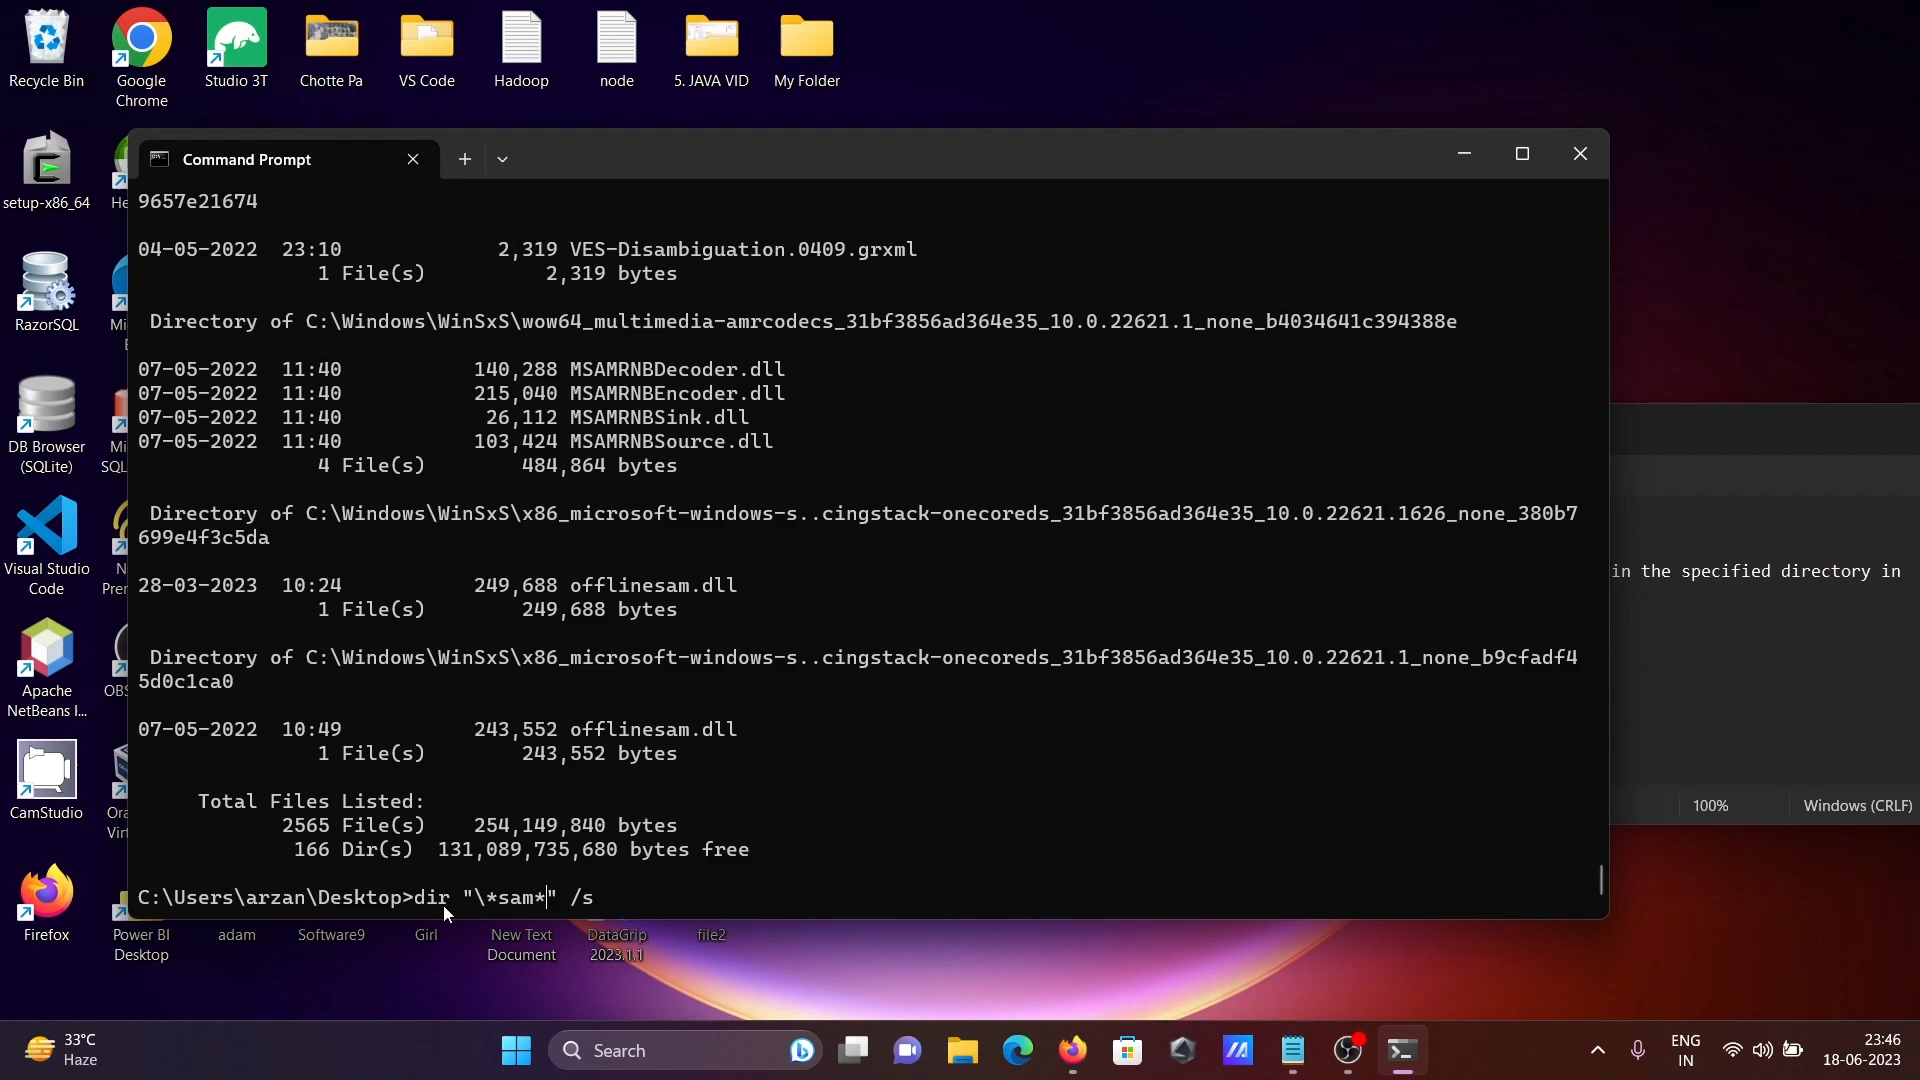 Recycle Bin
Google
Chrome
Studio 3T
Chotte Pa
VS Code
Hadoop
node
5. JAVA VID
My Folder
setup-x86_64
He
RazorSQL
Mi
DB Browser
(SQLite)
Mi
SQL
Visual Studio
Code
N
Pren
Apache
NetBeans I...
OBS
CamStudio
Ora
Virt
Firefox
Power BI
Desktop
adam
Software9
Girl
New Text
Document
DataGrip
2023.1.1
file2
Command Prompt
9657e21674
04-05-2022  23:10             2,319 VES-Disambiguation.0409.grxml
1 File(s)          2,319 bytes
Directory of C:\Windows\WinSxS\wow64_multimedia-amrcodecs_31bf3856ad364e35_10.0.22621.1_none_b4034641c394388e
07-05-2022  11:40           140,288 MSAMRNBDecoder.dll
07-05-2022  11:40           215,040 MSAMRNBEncoder.dll
07-05-2022  11:40            26,112 MSAMRNBSink.dll
07-05-2022  11:40           103,424 MSAMRNBSource.dll
4 File(s)        484,864 bytes
Directory of C:\Windows\WinSxS\x86_microsoft-windows-s..cingstack-onecoreds_31bf3856ad364e35_10.0.22621.1626_none_380b7
699e4f3c5da
28-03-2023  10:24           249,688 offlinesam.dll
1 File(s)        249,688 bytes
Directory of C:\Windows\WinSxS\x86_microsoft-windows-s..cingstack-onecoreds_31bf3856ad364e35_10.0.22621.1_none_b9cfadf4
5d0c1ca0
07-05-2022  10:49           243,552 offlinesam.dll
1 File(s)        243,552 bytes
Total Files Listed:
2565 File(s)    254,149,840 bytes
166 Dir(s)  131,089,735,680 bytes free
C:\Users\arzan\Desktop>dir "\*sam*" /s
in the specified directory in
100%
Windows (CRLF)
33°C
Haze
Search
ENG
IN
23:46
18-06-2023